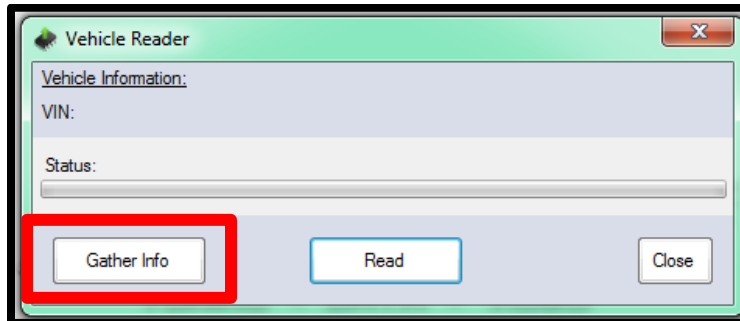 Vehicle Reader
Vehicle Information:
VIN:
Status:
Gather Info Read Close